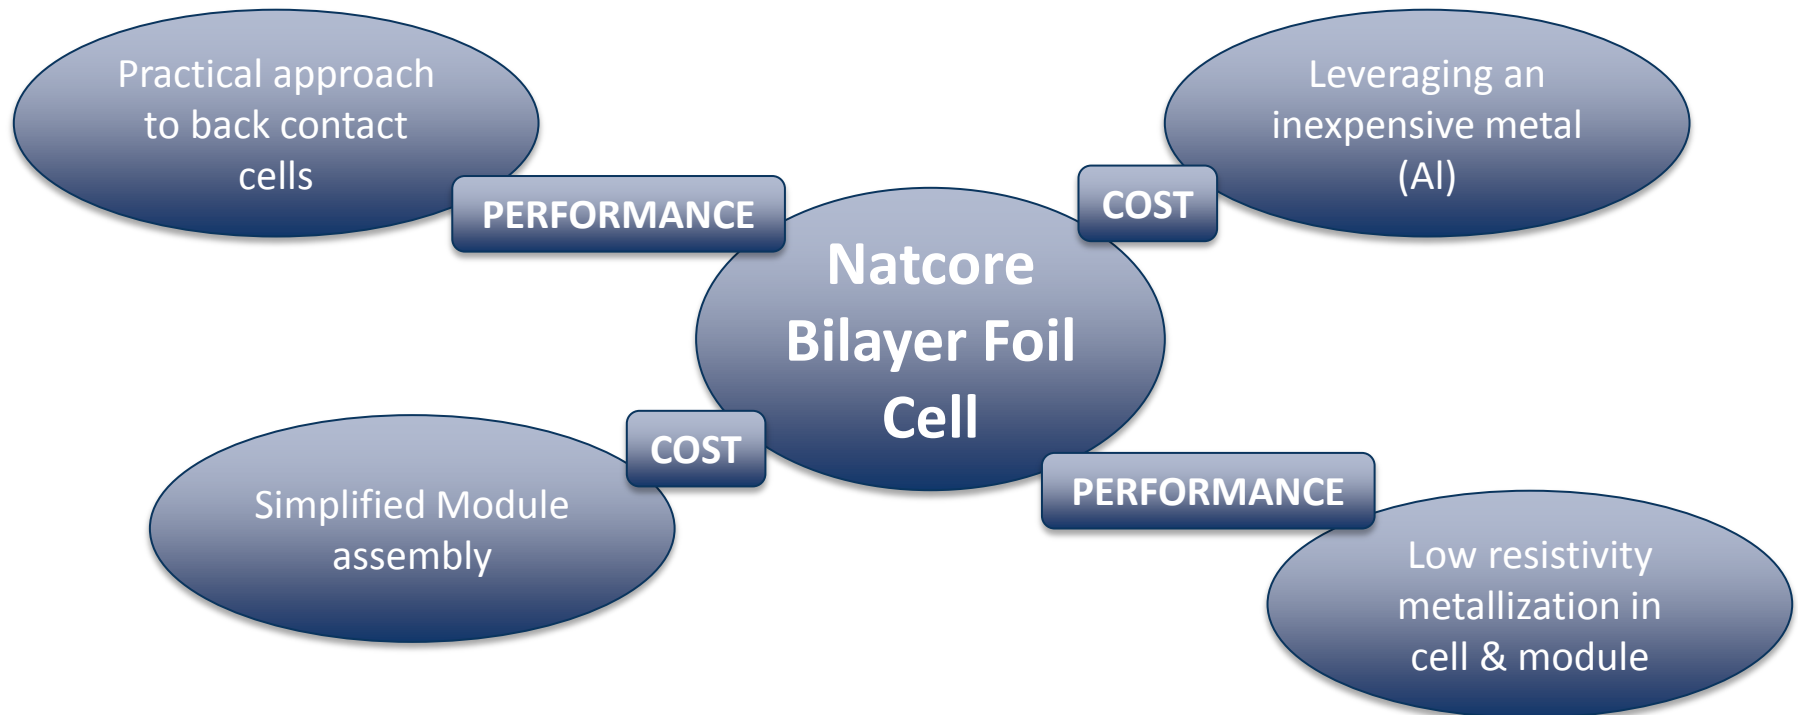 Practical approach
to back contact
cells
PERFORMANCE
Leveraging an
inexpensive metal
(Al)
COST
Natcore
Bilayer Foil
Cell
COST
Simplified Module
assembly
PERFORMANCE
Low resistivity
metallization in
cell & module